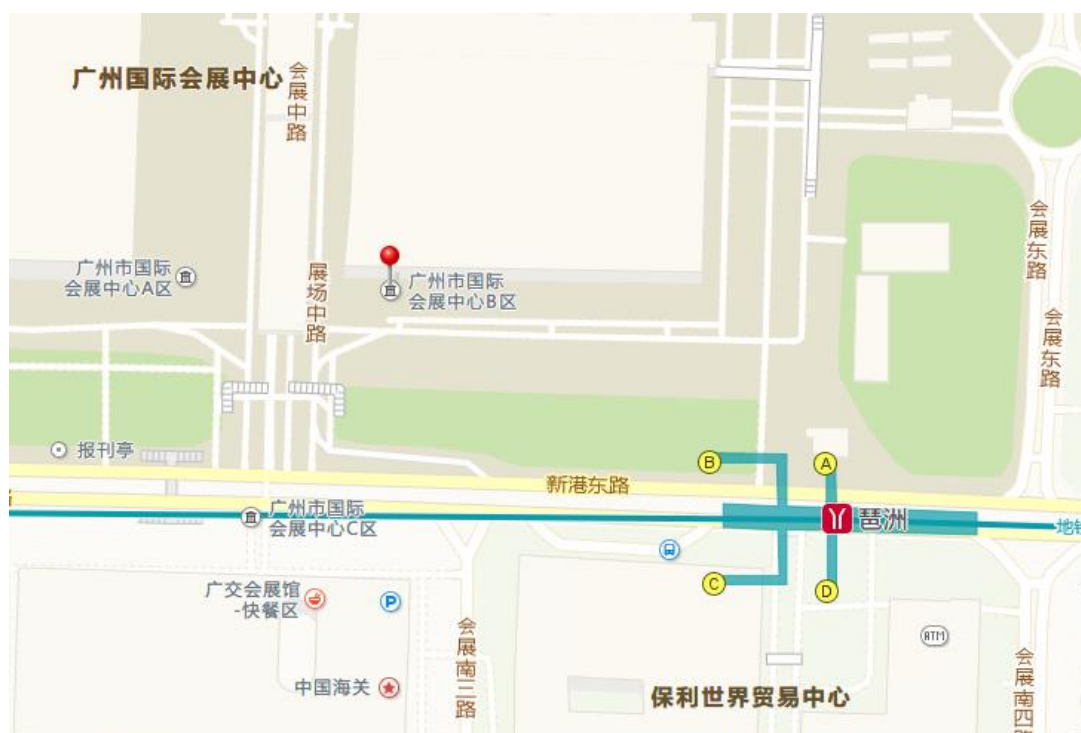 广州国际会展中心
会展中路
会展东路
广州市国际
会展中心A区
展场中路
广州市国际
会展中心B区
会展东路
报刊亭
B
A
新港东路
路
广州市国际
会展中心C区
琶洲
地铁
C
D
广交会展馆
-快餐区
P
ATM
会展南三路
会展南四路
中国海关
保利世界贸易中心